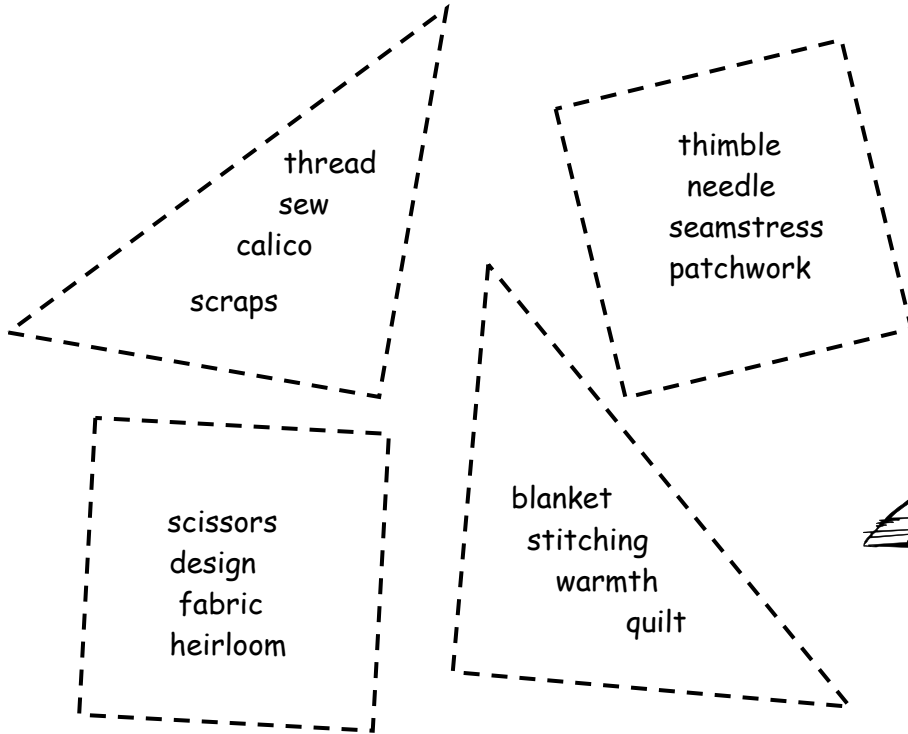 thread
sew
calico
scraps
thimble
needle
seamstress
patchwork
scissors
design
fabric
heirloom
blanket
stitching
warmth
quilt